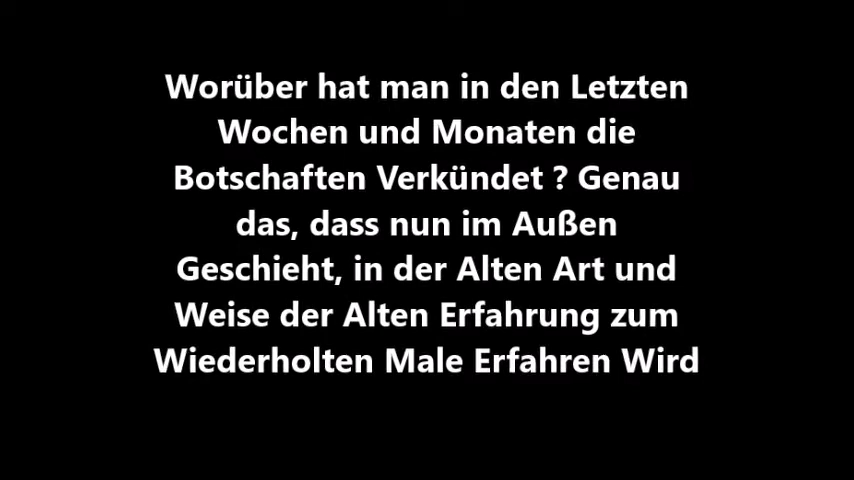 Worüber hat man in den Letzten
Wochen und Monaten die
Botschaften Verkündet ? Genau
das, dass nun im Außen
Geschieht, in der Alten Art und
Weise der Alten Erfahrung zum
Wiederholten Male Erfahren Wird